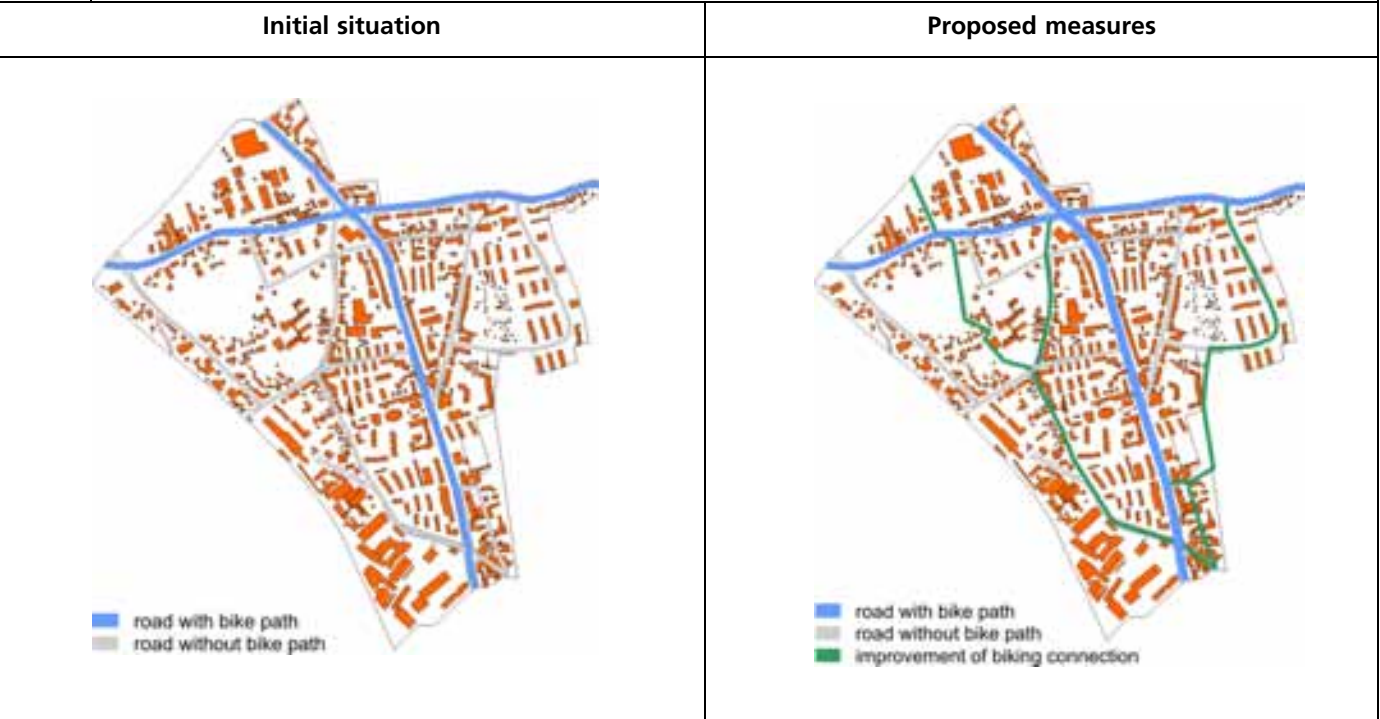 Initial situation
Proposed measures
road with bike path
road without bike path
road with bike path
road without bike path
improvement of biking connection